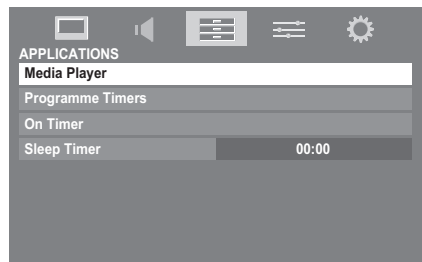 APPLICATIONS
Media Player
Programme Timers
On Timer
Sleep Timer 00:00